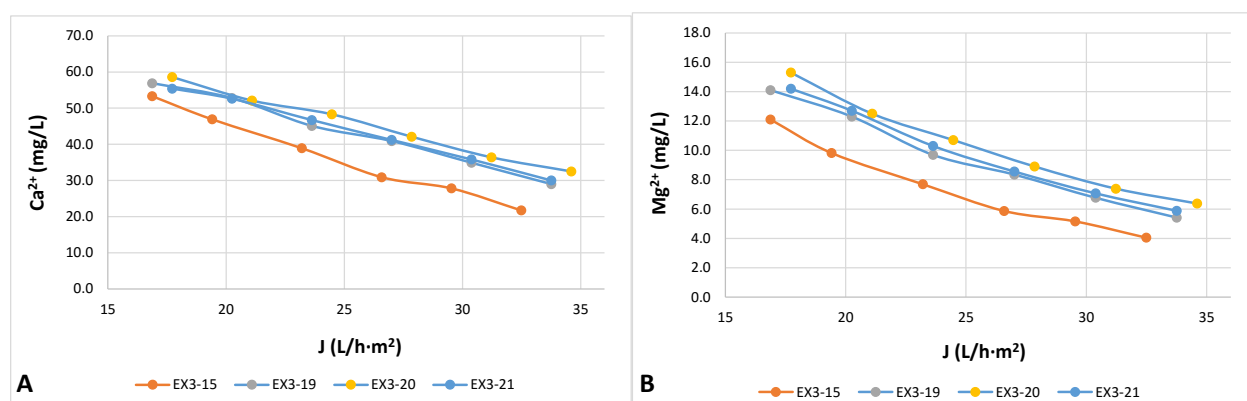 70.0
60.0
50.0
40.0
30.0
20.0
10.0
0.0
Ca²⁺ (mg/L)
15 20 25 30 35
J (L/h·m²)
A
EX3-15 EX3-19 EX3-20 EX3-21
18.0
16.0
14.0
12.0
10.0
8.0
6.0
4.0
2.0
0.0
Mg²⁺ (mg/L)
15 20 25 30 35
J (L/h·m²)
B
EX3-15 EX3-19 EX3-20 EX3-21